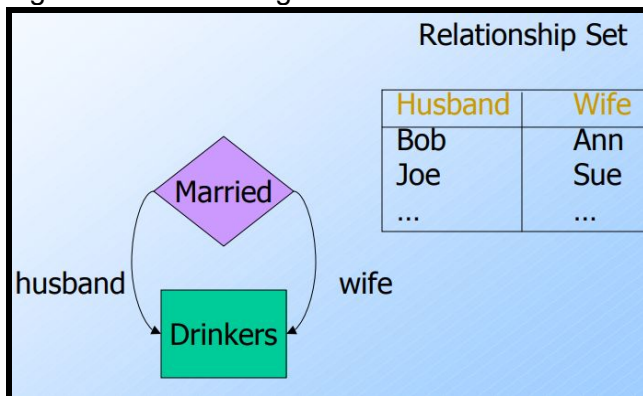 Relationship Set
Husband Wife
Bob Ann
Joe Sue
... ...
Married
husband wife
Drinkers